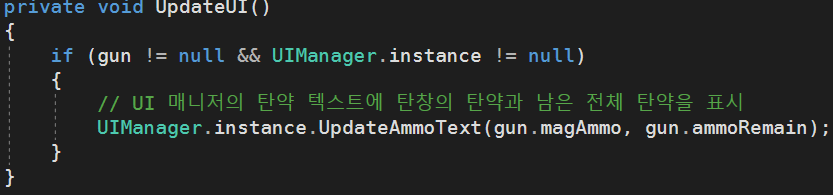 private void UpdateUI()
{
if (gun != null && UIManager.instance != null)
{
// UI 매니저의 탄약 텍스트에 탄창의 탄약과 남은 전체 탄약을 표시
UIManager.instance.UpdateAmmoText(gun.magAmmo, gun.ammoRemain);
}
}